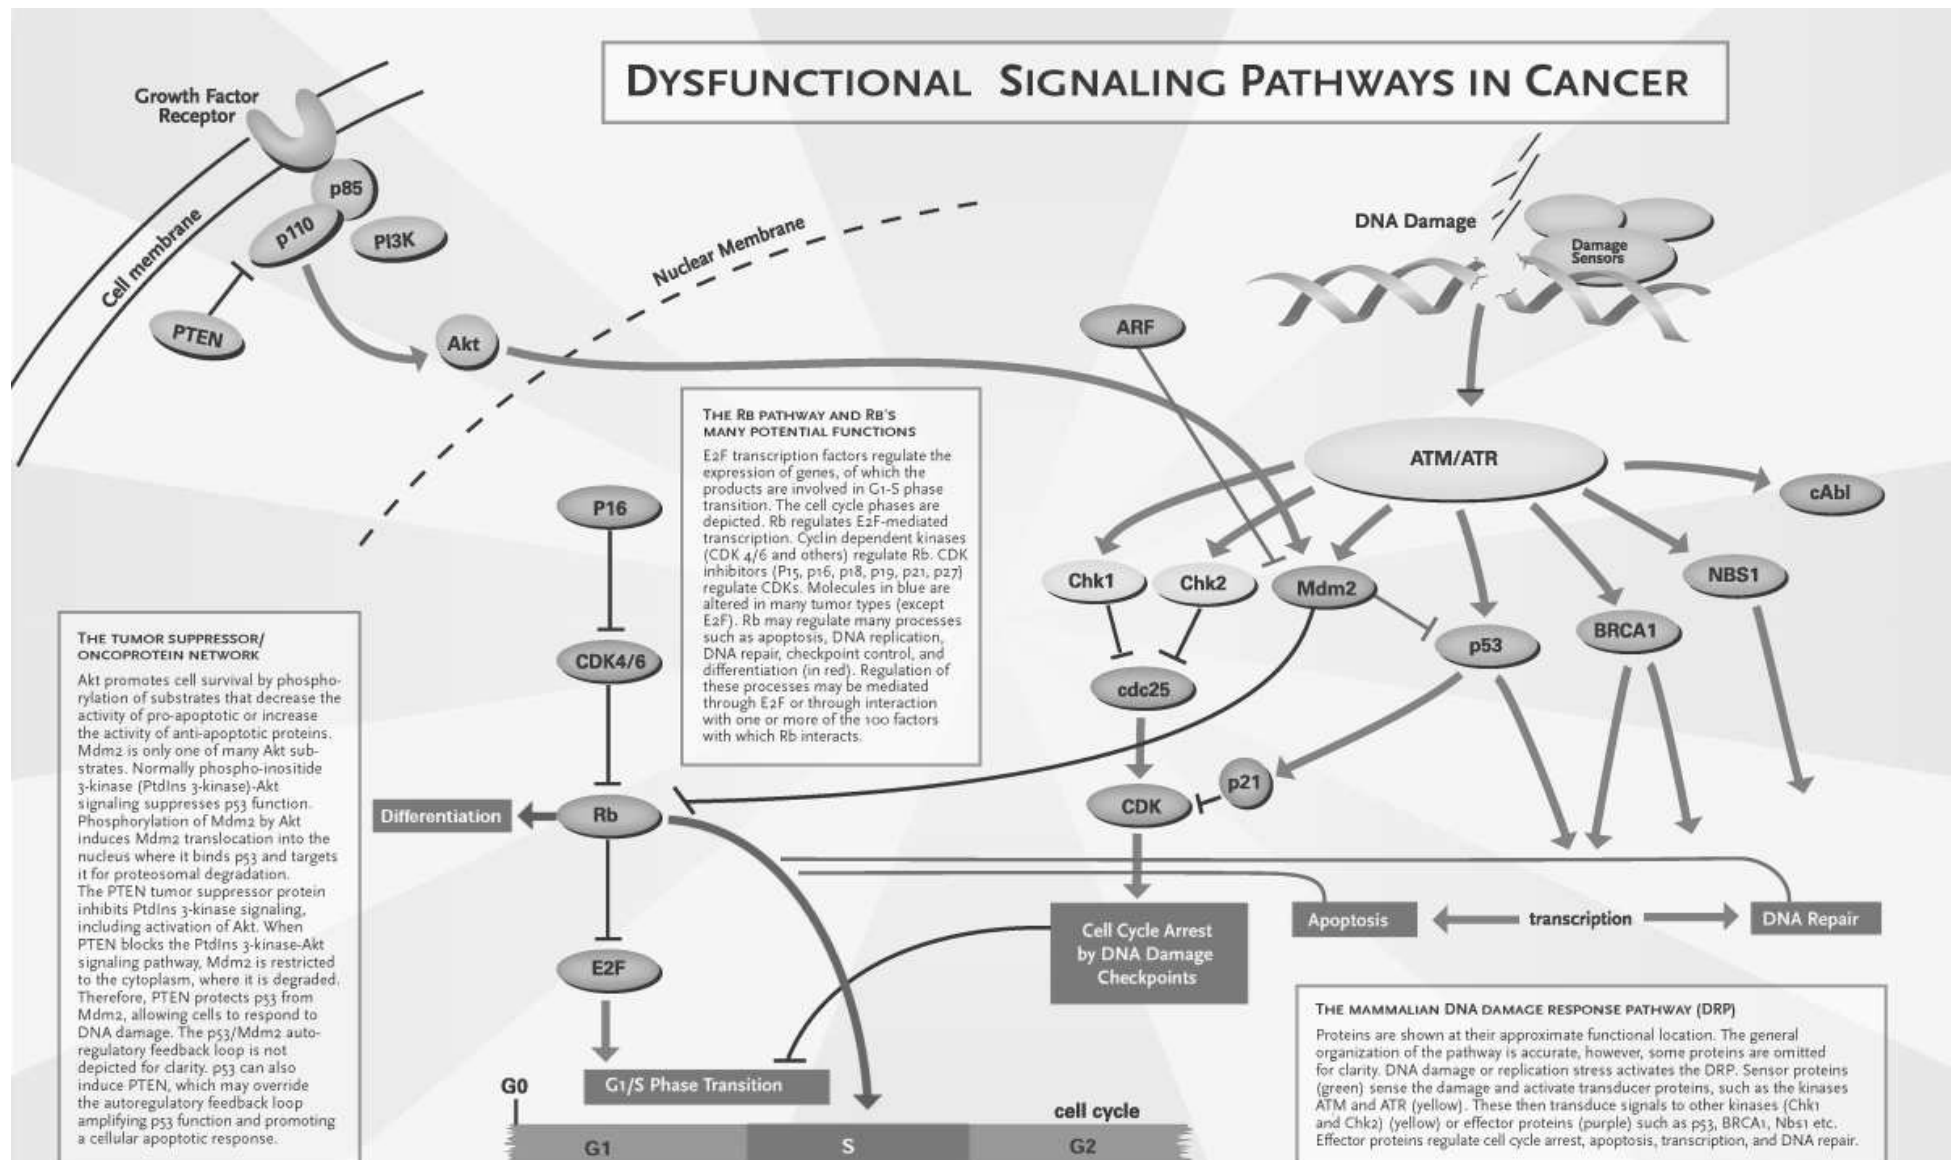 DYSFUNCTIONAL SIGNALING PATHWAYS IN CANCER
Growth Factor
Receptor
p85
p110
PI3K
Cell membrane
PTEN
Akt
Nuclear Membrane
DNA Damage
Damage
Sensors
ARF
ATM/ATR
cAbl
P16
Chk1
Chk2
Mdm2
NBS1
p53
BRCA1
CDK4/6
cdc25
p21
CDK
Differentiation
Rb
E2F
THE RB PATHWAY AND RB'S
MANY POTENTIAL FUNCTIONS
E2F transcription factors regulate the
expression of genes, of which the
products are involved in G1-S phase
transition. The cell cycle phases are
depicted. Rb regulates E2F-mediated
transcription. Cyclin dependent kinases
(CDK 4/6 and others) regulate Rb. CDK
inhibitors (P15, p16, p18, p19, p21, p27)
regulate CDKs. Molecules in blue are
altered in many tumor types (except
E2F). Rb may regulate many processes
such as apoptosis, DNA replication,
DNA repair, checkpoint control, and
differentiation (in red). Regulation of
these processes may be mediated
through E2F or through interaction
with one or more of the 100 factors
with which Rb interacts.
THE TUMOR SUPPRESSOR/
ONCOPROTEIN NETWORK
Akt promotes cell survival by phospho-
rylation of substrates that decrease the
activity of pro-apoptotic or increase
the activity of anti-apoptotic proteins.
Mdm2 is only one of many Akt sub-
strates. Normally phospho-inositide
3-kinase (PtdIns 3-kinase)-Akt
signaling suppresses p53 function.
Phosphorylation of Mdm2 by Akt
induces Mdm2 translocation into the
nucleus where it binds p53 and targets
it for proteosomal degradation.
The PTEN tumor suppressor protein
inhibits PtdIns 3-kinase signaling,
including activation of Akt. When
PTEN blocks the PtdIns 3-kinase-Akt
signaling pathway, Mdm2 is restricted
to the cytoplasm, where it is degraded.
Therefore, PTEN protects p53 from
Mdm2, allowing cells to respond to
DNA damage. The p53/Mdm2 auto-
regulatory feedback loop is not
depicted for clarity. p53 can also
induce PTEN, which may override
the autoregulatory feedback loop
amplifying p53 function and promoting
a cellular apoptotic response.
Cell Cycle Arrest
by DNA Damage
Checkpoints
Apoptosis
transcription
DNA Repair
G1/S Phase Transition
G0
cell cycle
G1
S
G2
THE MAMMALIAN DNA DAMAGE RESPONSE PATHWAY (DRP)
Proteins are shown at their approximate functional location. The general
organization of the pathway is accurate, however, some proteins are omitted
for clarity. DNA damage or replication stress activates the DRP. Sensor proteins
(green) sense the damage and activate transducer proteins, such as the kinases
ATM and ATR (yellow). These then transduce signals to other kinases (Chk1
and Chk2) (yellow) or effector proteins (purple) such as p53, BRCA1, Nbs1 etc.
Effector proteins regulate cell cycle arrest, apoptosis, transcription, and DNA repair.